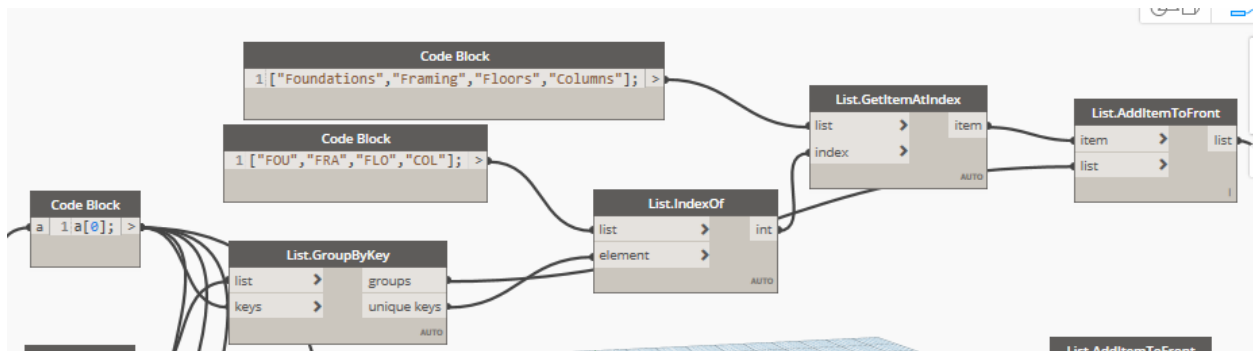 Code Block
1 ["Foundations","Framing","Floors","Columns"]; >
List.GetItemAtIndex
list > item
index >
AUTO
List.AddItemToFront
item > list
list >
l
Code Block
1 ["FOU","FRA","FLO","COL"]; >
Code Block
a 1 a[0]; >
List.IndexOf
list > int
element >
AUTO
List.GroupByKey
list > groups
keys > unique keys
AUTO
List.AddItemToFront